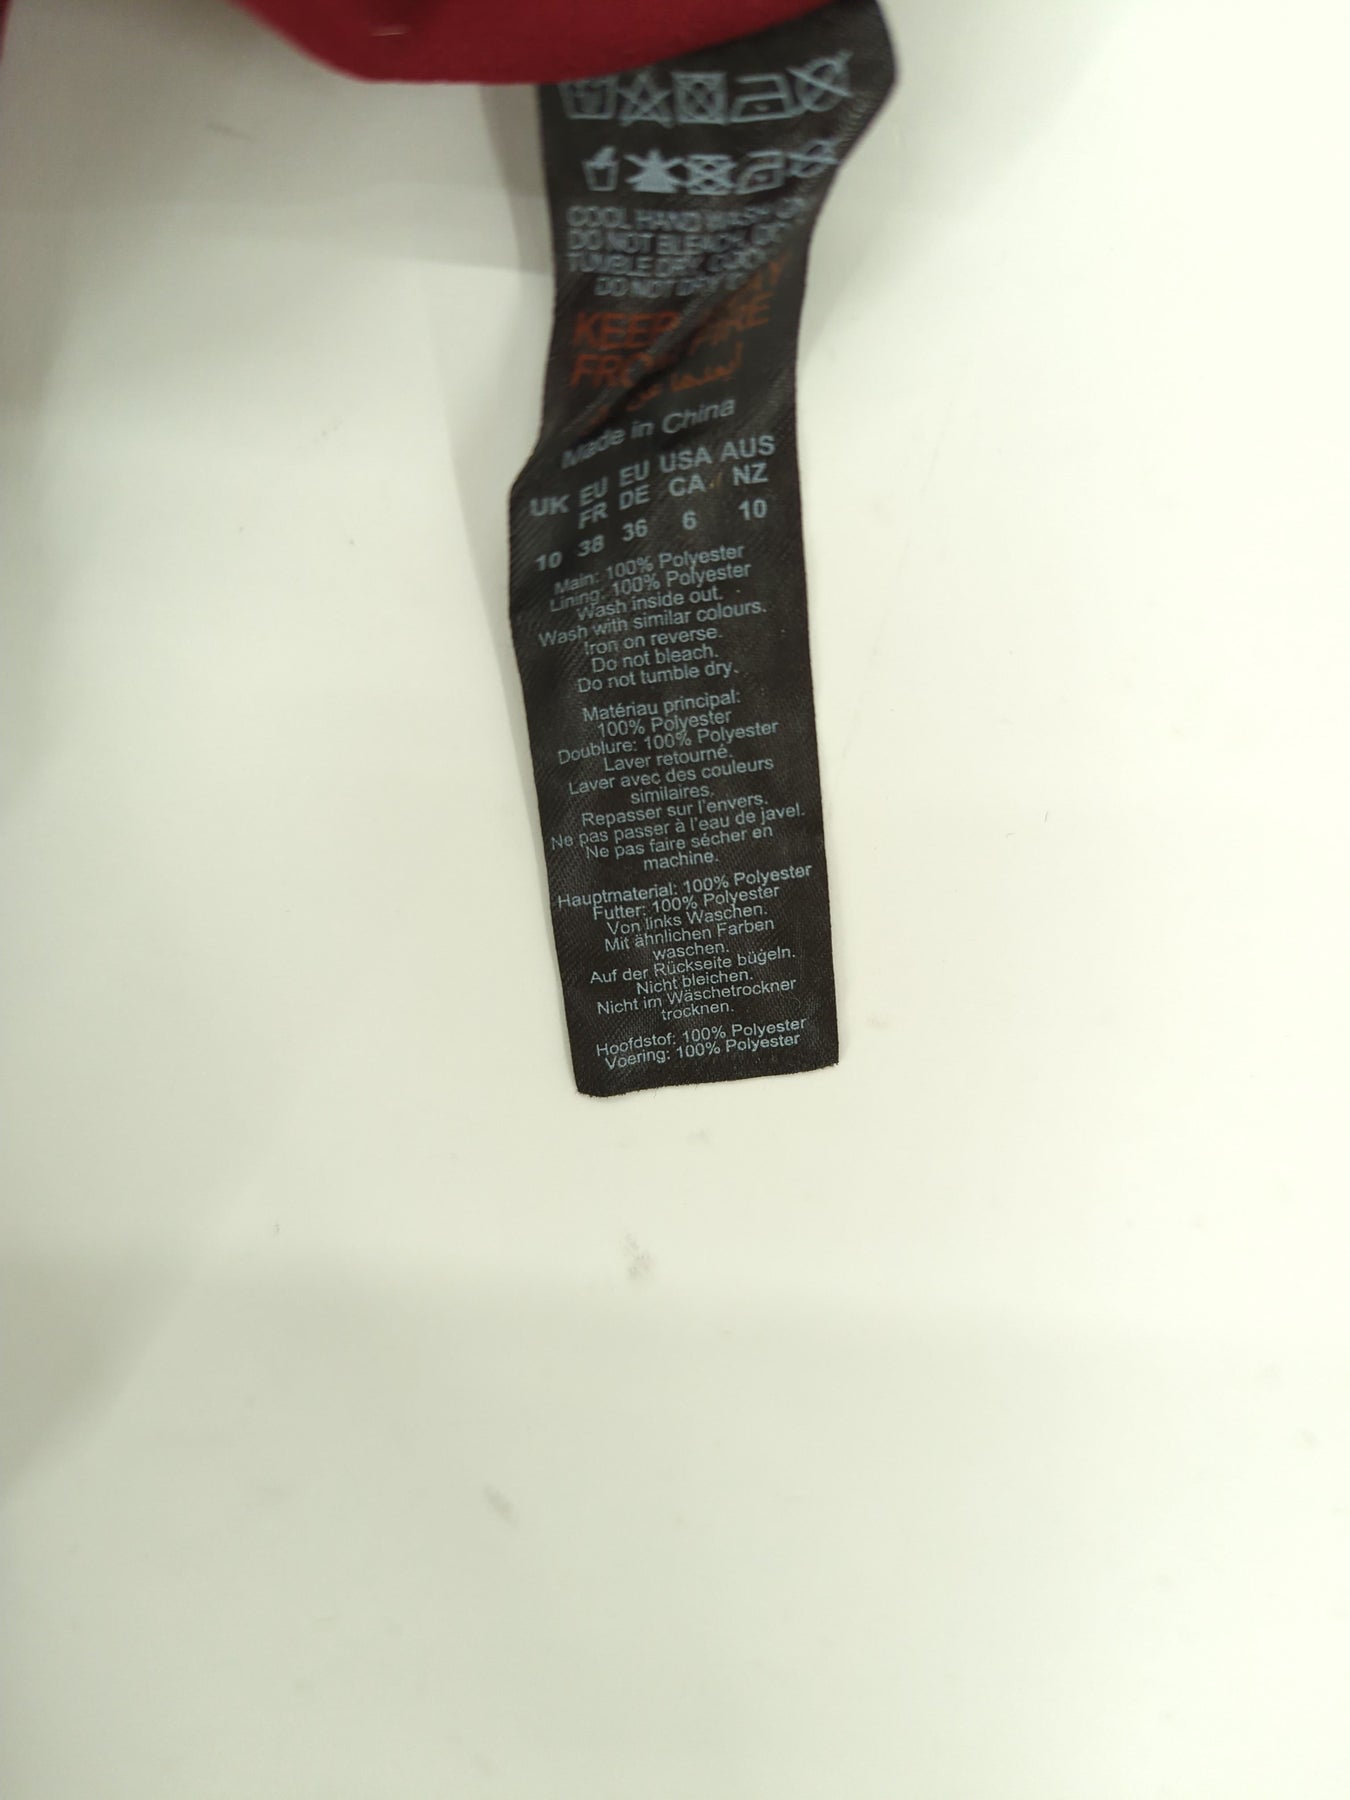 COOL HAND WASH
DO NOT BLEACH, DO
TUMBLE DRY,
DO NOT DRY
KEEP AWAY
FROM FIRE
Made in China
UK EU FR EU DE USA CA AUS NZ
10 38 36 6 10
Main: 100% Polyester
Lining: 100% Polyester
Wash inside out.
Wash with similar colours.
Iron on reverse.
Do not bleach.
Do not tumble dry.
Matériau principal:
100% Polyester
Doublure: 100% Polyester
Laver retourné.
Laver avec des couleurs
similaires.
Repasser sur l'envers.
Ne pas passer à l'eau de javel.
Ne pas faire sécher en
machine.
Hauptmaterial: 100% Polyester
Futter: 100% Polyester
Von links Waschen.
Mit ähnlichen Farben
waschen.
Auf der Rückseite bügeln.
Nicht bleichen.
Nicht im Wäschetrockner
trocknen.
Hoofdstof: 100% Polyester
Voering: 100% Polyester